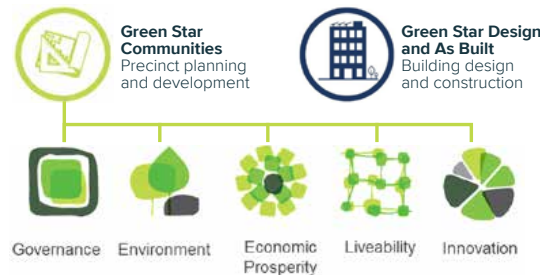 Green Star
Communities
Precinct planning
and development
Green Star Design
and As Built
Building design
and construction
Governance
Environment
Economic
Prosperity
Liveability
Innovation